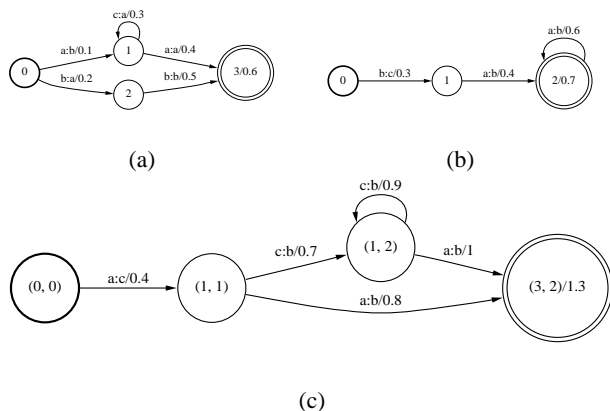 c:a/0.3
a:b/0.1
1
a:a/0.4
0
3/0.6
b:a/0.2
2
b:b/0.5
(a)
a:b/0.6
0
b:c/0.3
1
a:b/0.4
2/0.7
(b)
c:b/0.9
(1, 2)
c:b/0.7
a:b/1
(0, 0)
a:c/0.4
(1, 1)
a:b/0.8
(3, 2)/1.3
(c)